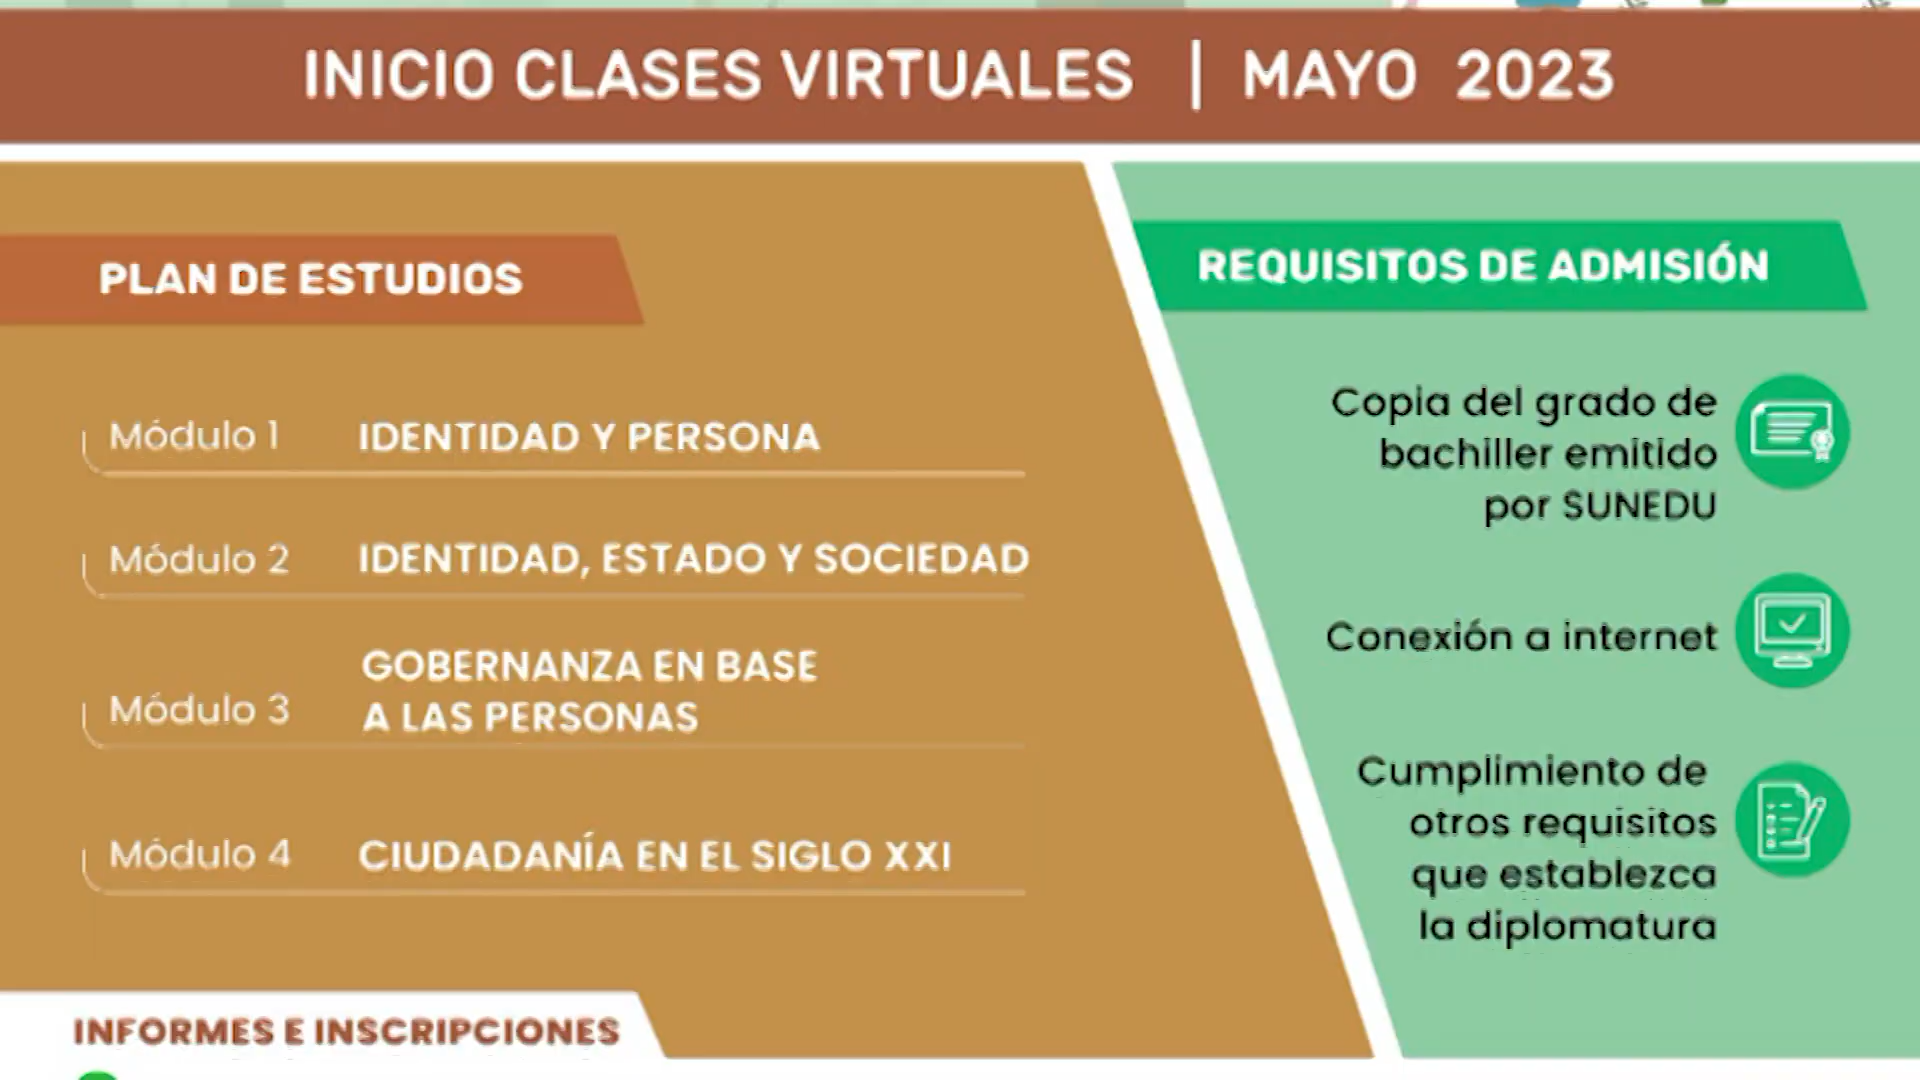 INICIO CLASES VIRTUALES | MAYO 2023
PLAN DE ESTUDIOS
Módulo 1 IDENTIDAD Y PERSONA
Módulo 2 IDENTIDAD, ESTADO Y SOCIEDAD
Módulo 3 GOBERNANZA EN BASE
A LAS PERSONAS
Módulo 4 CIUDADANÍA EN EL SIGLO XXI
REQUISITOS DE ADMISIÓN
Copia del grado de
bachiller emitido
por SUNEDU
Conexión a internet
Cumplimiento de
otros requisitos
que establezca
la diplomatura
INFORMES E INSCRIPCIONES